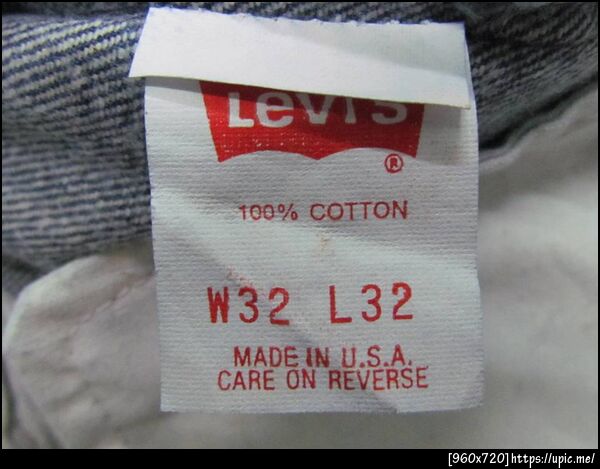 Levi's
®
100% COTTON
W32 L32
MADE IN U.S.A.
CARE ON REVERSE
[960x720]https://upic.me/